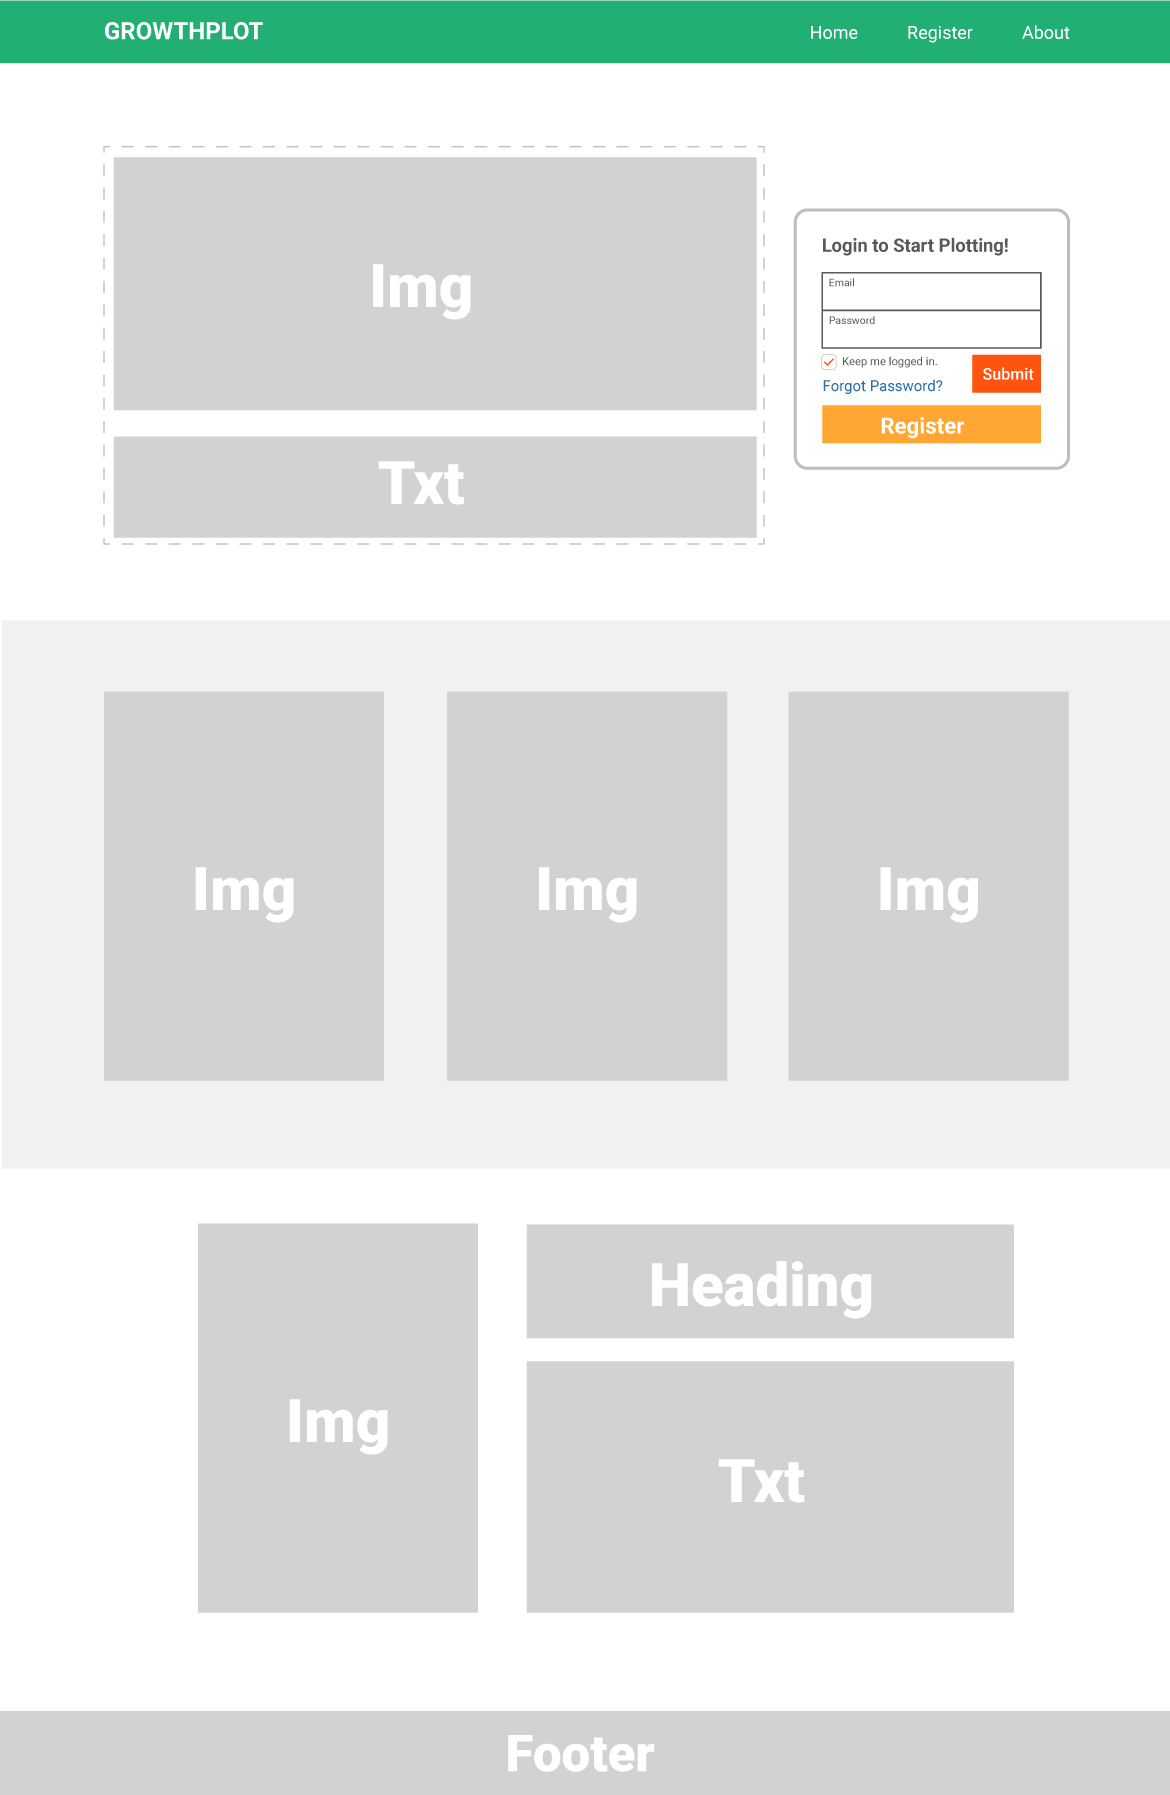 GROWTHPLOT
Home Register About
Img
Txt
Login to Start Plotting!
Email
Password
Keep me logged in.
Forgot Password?
Submit
Register
Img Img Img
Img
Heading
Txt
Footer